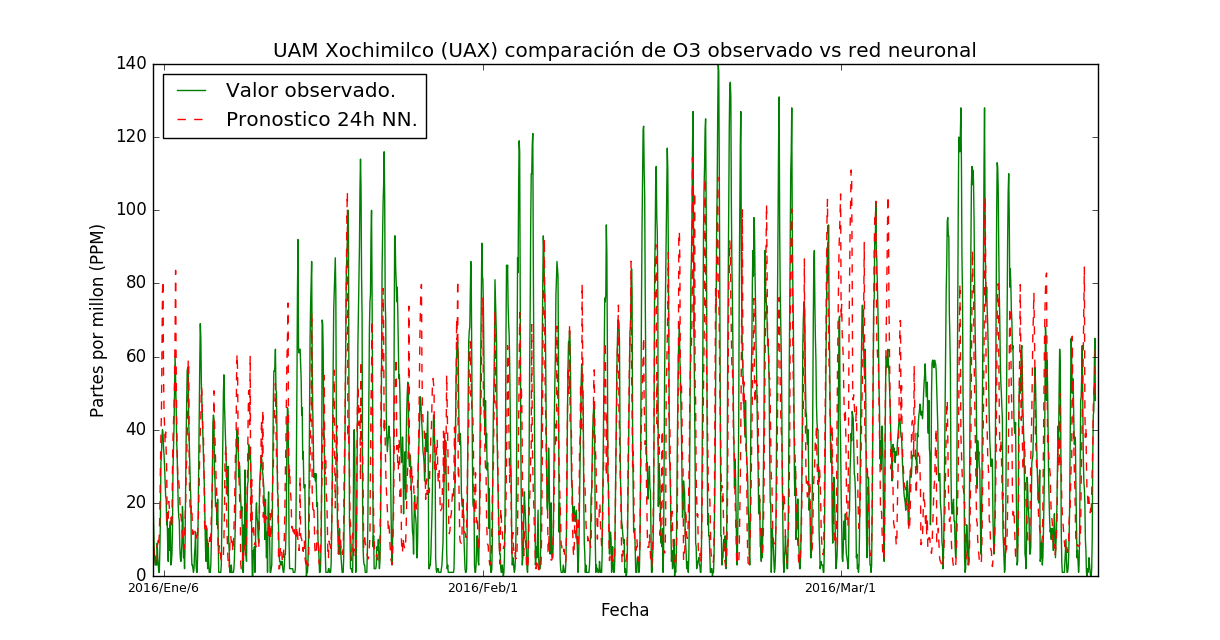 UAM Xochimilco (UAX) comparación de O3 observado vs red neuronal
Valor observado.
Pronostico 24h NN.
Partes por millon (PPM)
140
120
100
80
60
40
20
0
2016/Ene/6
2016/Feb/1
2016/Mar/1
Fecha